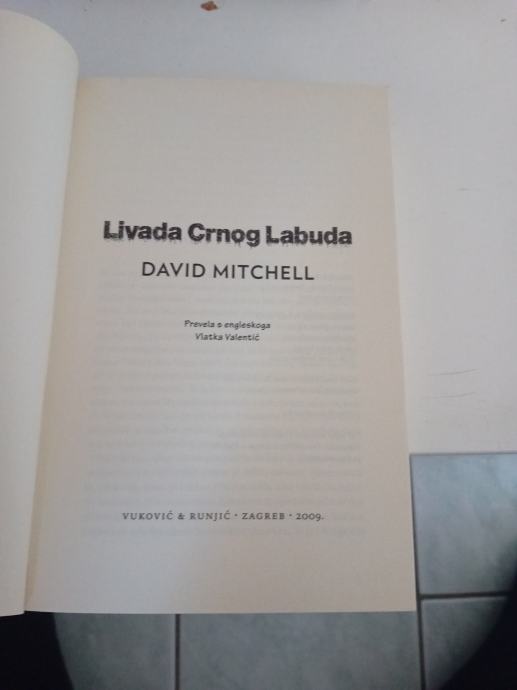 Livada Crnog Labuda
DAVID MITCHELL
Prevela s engleskoga
Vlatka Valentić
VUKOVIĆ & RUNJIĆ · ZAGREB · 2009.